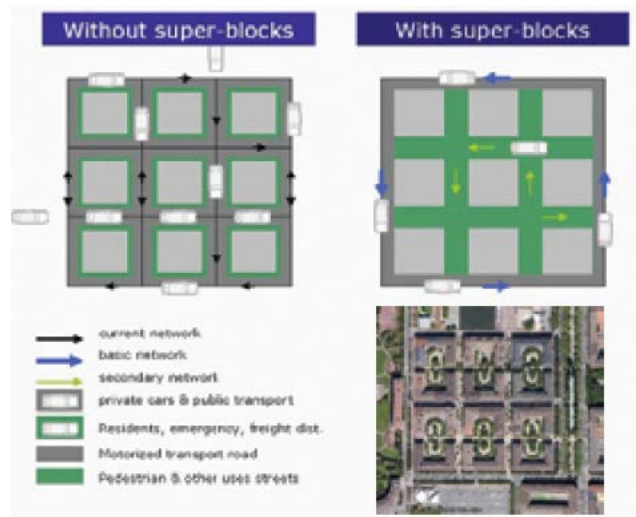 Without super-blocks
With super-blocks
current network
basic network
secondary network
private cars & public transport
Residents, emergency, freight dist.
Motorized transport road
Pedestrian & other uses streets